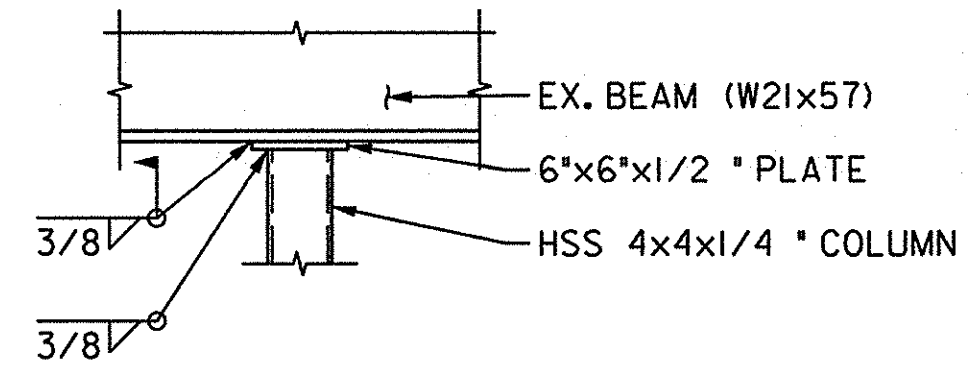 EX. BEAM (W21x57)
6"x6"x1/2 " PLATE
HSS 4x4x1/4 " COLUMN
3/8
3/8